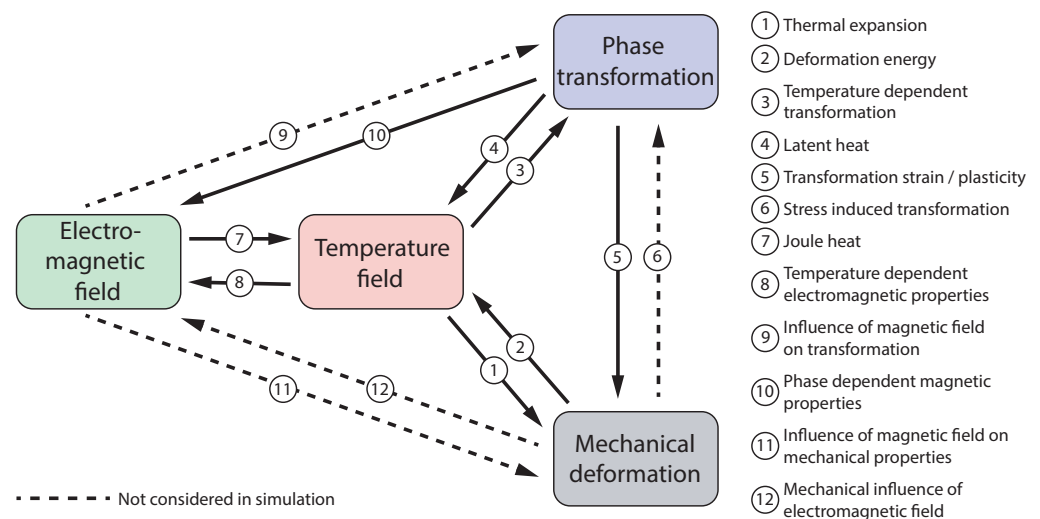 Phase
transformation
9
10
4
3
Electro-
magnetic
field
7
8
Temperature
field
5
6
2
1
11
12
Mechanical
deformation
Not considered in simulation
1 Thermal expansion
2 Deformation energy
3 Temperature dependent
transformation
4 Latent heat
5 Transformation strain / plasticity
6 Stress induced transformation
7 Joule heat
8 Temperature dependent
electromagnetic properties
9 Influence of magnetic field
on transformation
10 Phase dependent magnetic
properties
11 Influence of magnetic field on
mechanical properties
12 Mechanical influence of
electromagnetic field